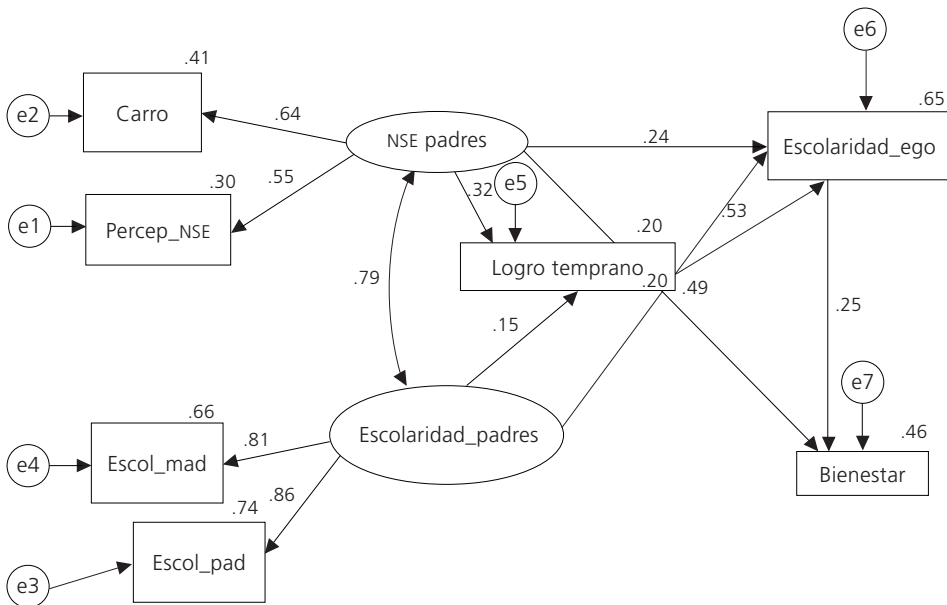 e6
.41
.65
e2
Carro
.64
NSE padres
.24
Escolaridad_ego
.30
.55
.32
e5
.53
e1
Percep_NSE
.20
Logro temprano
.20
.49
.79
.25
.15
e7
.66
.46
e4
Escol_mad
.81
Escolaridad_padres
Bienestar
.74
.86
Escol_pad
e3